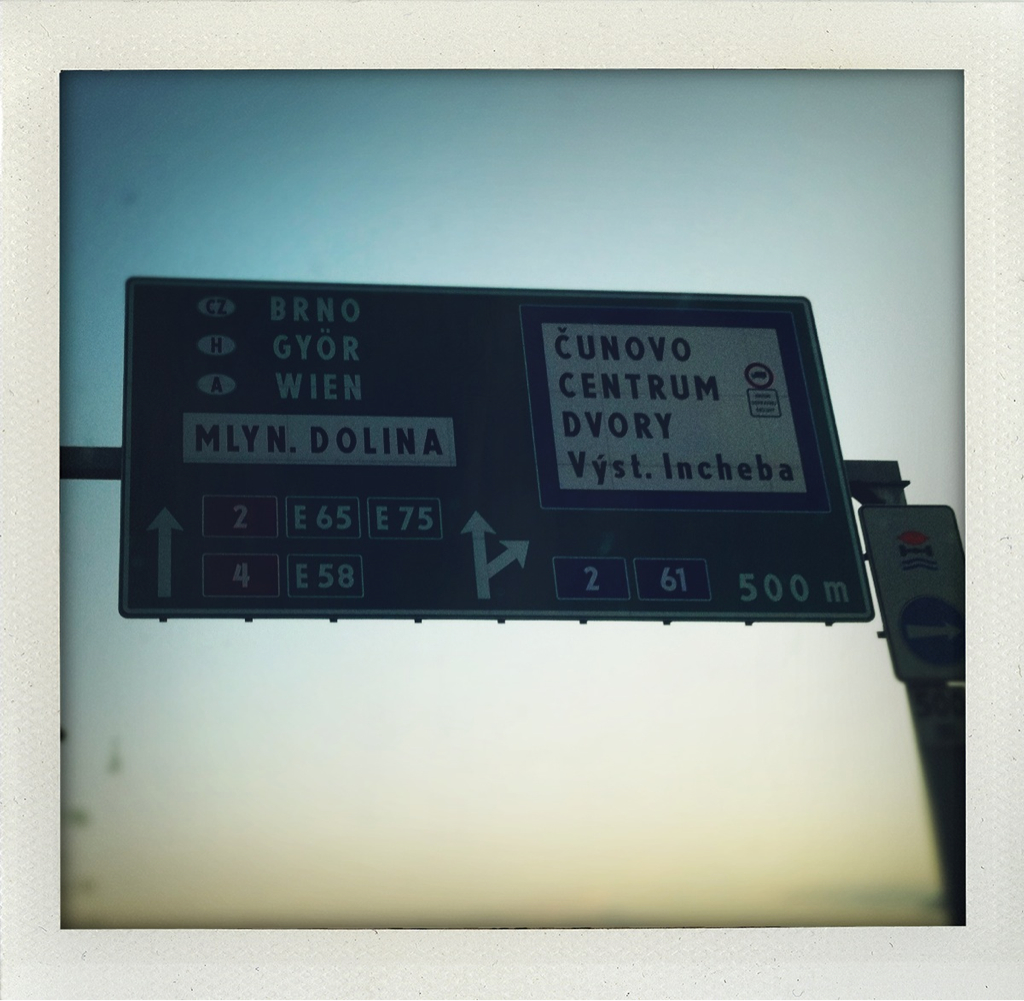 CZ BRNO
H GYÖR
A WIEN
MLYN. DOLINA
2 E 65 E 75
4 E 58
ČUNOVO
CENTRUM
DVORY
Výst. Incheba
2 61 500 m